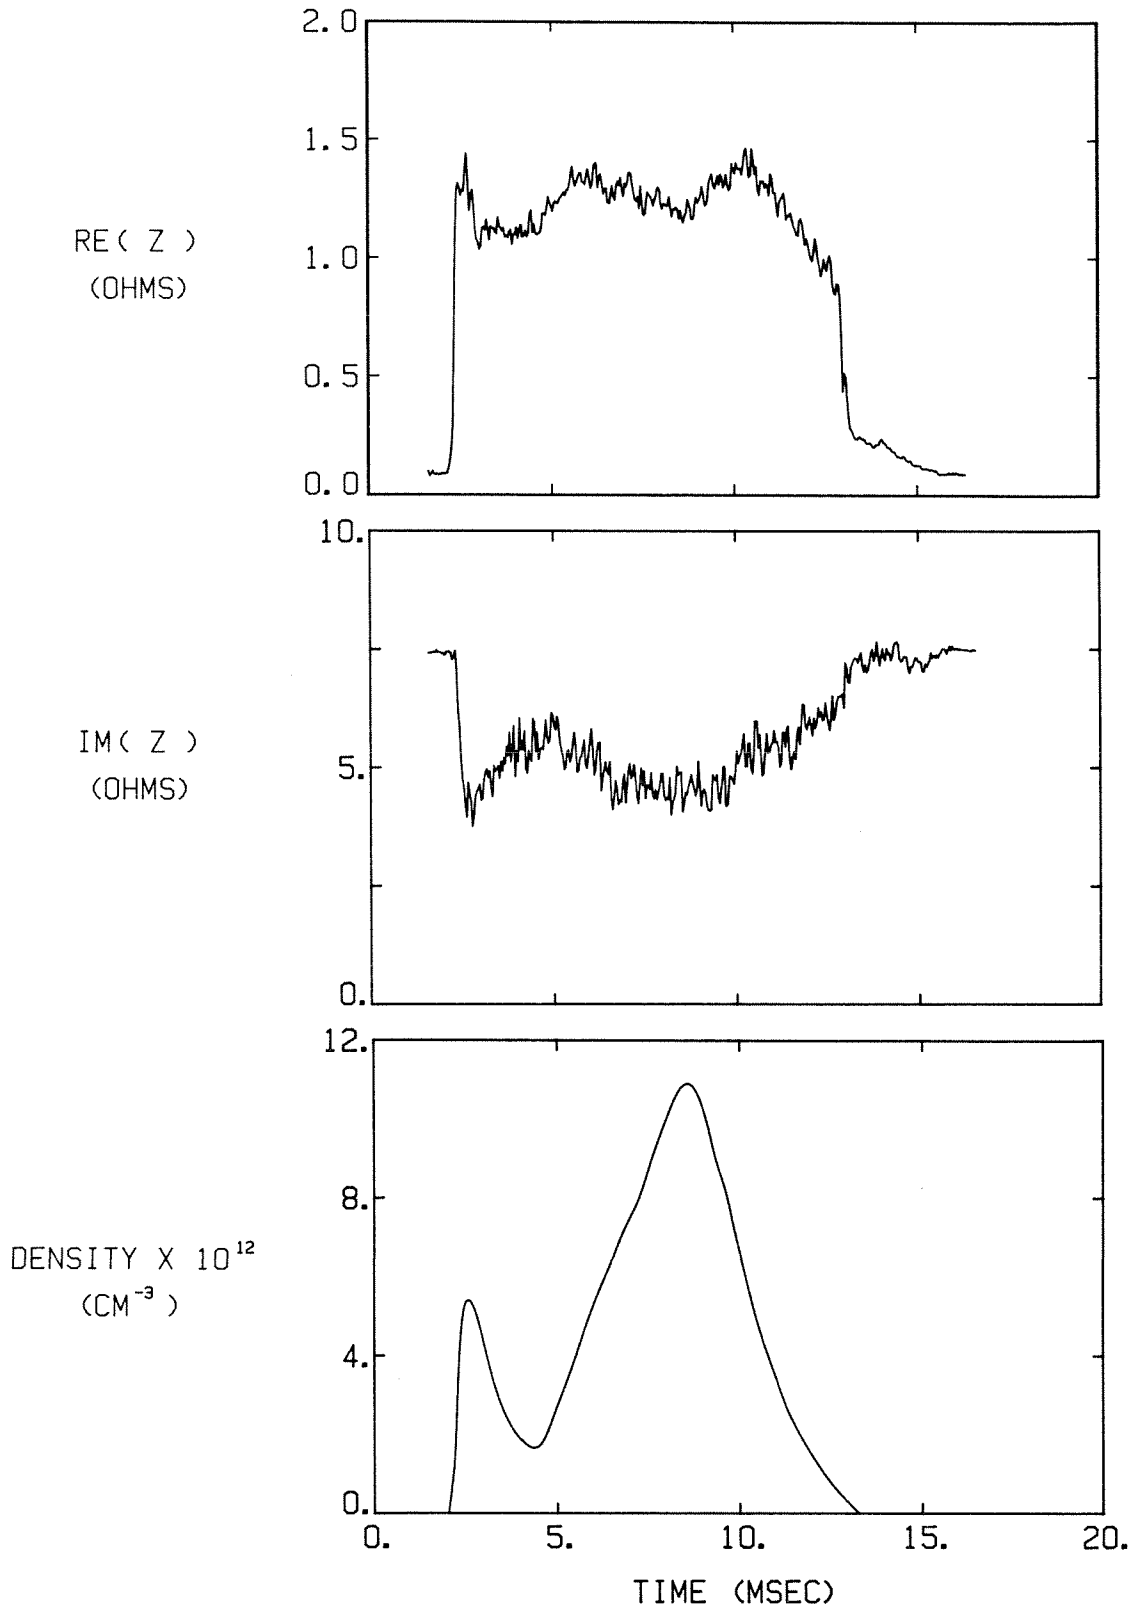 2.0
1.5
1.0
0.5
0.0
RE( Z )
(OHMS)
10.
5.
0.
IM( Z )
(OHMS)
12.
8.
4.
0.
DENSITY X 10¹²
(CM⁻³)
0. 5. 10. 15. 20.
TIME (MSEC)